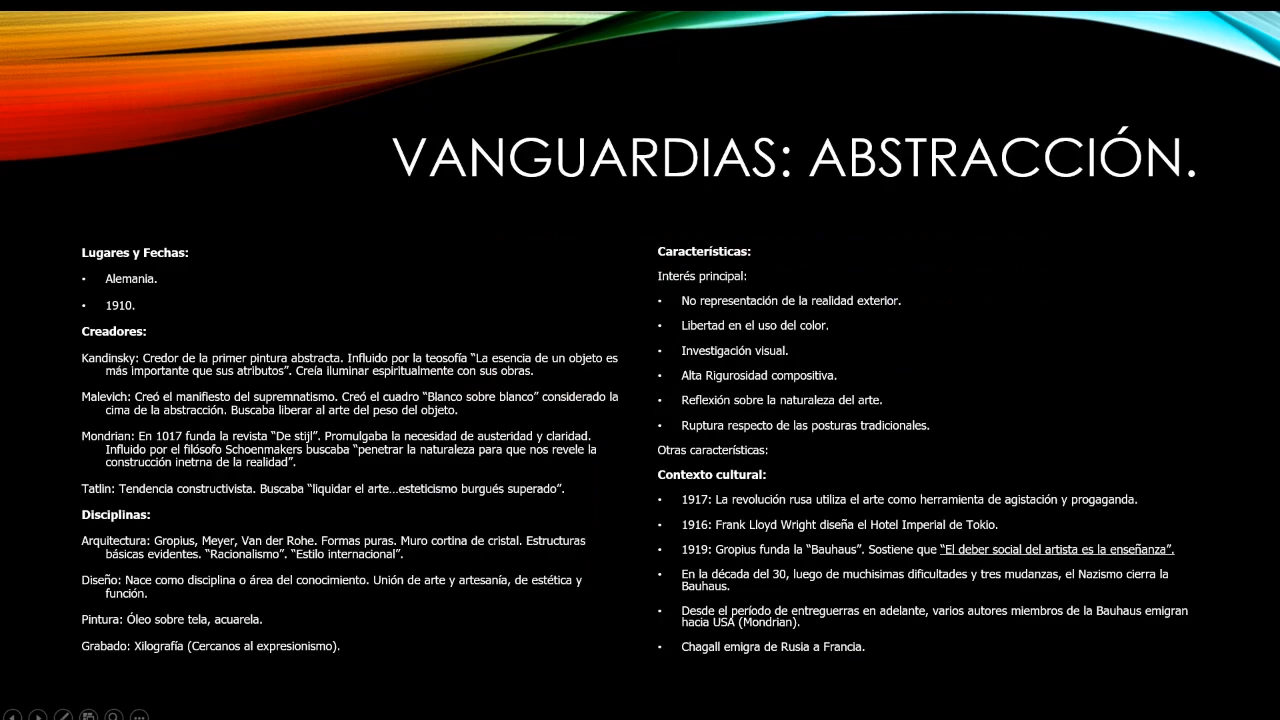 VANGUARDIAS: ABSTRACCIÓN.
Lugares y Fechas:
• Alemania.
• 1910.
Creadores:
Kandinsky: Credor de la primer pintura abstracta. Influido por la teosofía “La esencia de un objeto es
más importante que sus atributos”. Creía iluminar espiritualmente con sus obras.
Malevich: Creó el manifiesto del supremnatismo. Creó el cuadro “Blanco sobre blanco” considerado la
cima de la abstracción. Buscaba liberar al arte del peso del objeto.
Mondrian: En 1017 funda la revista “De stijl”. Promulgaba la necesidad de austeridad y claridad.
Influido por el filósofo Schoenmakers buscaba “penetrar la naturaleza para que nos revele la
construcción inetrna de la realidad”.
Tatlin: Tendencia constructivista. Buscaba “liquidar el arte…esteticismo burgués superado”.
Disciplinas:
Arquitectura: Gropius, Meyer, Van der Rohe. Formas puras. Muro cortina de cristal. Estructuras
básicas evidentes. “Racionalismo”. “Estilo internacional”.
Diseño: Nace como disciplina o área del conocimiento. Unión de arte y artesanía, de estética y
función.
Pintura: Óleo sobre tela, acuarela.
Grabado: Xilografía (Cercanos al expresionismo).
Características:
Interés principal:
• No representación de la realidad exterior.
• Libertad en el uso del color.
• Investigación visual.
• Alta Rigurosidad compositiva.
• Reflexión sobre la naturaleza del arte.
• Ruptura respecto de las posturas tradicionales.
Otras características:
Contexto cultural:
• 1917: La revolución rusa utiliza el arte como herramienta de agistación y progaganda.
• 1916: Frank Lloyd Wright diseña el Hotel Imperial de Tokio.
• 1919: Gropius funda la “Bauhaus”. Sostiene que “El deber social del artista es la enseñanza”.
• En la década del 30, luego de muchisimas dificultades y tres mudanzas, el Nazismo cierra la
Bauhaus.
• Desde el período de entreguerras en adelante, varios autores miembros de la Bauhaus emigran
hacia USA (Mondrian).
• Chagall emigra de Rusia a Francia.